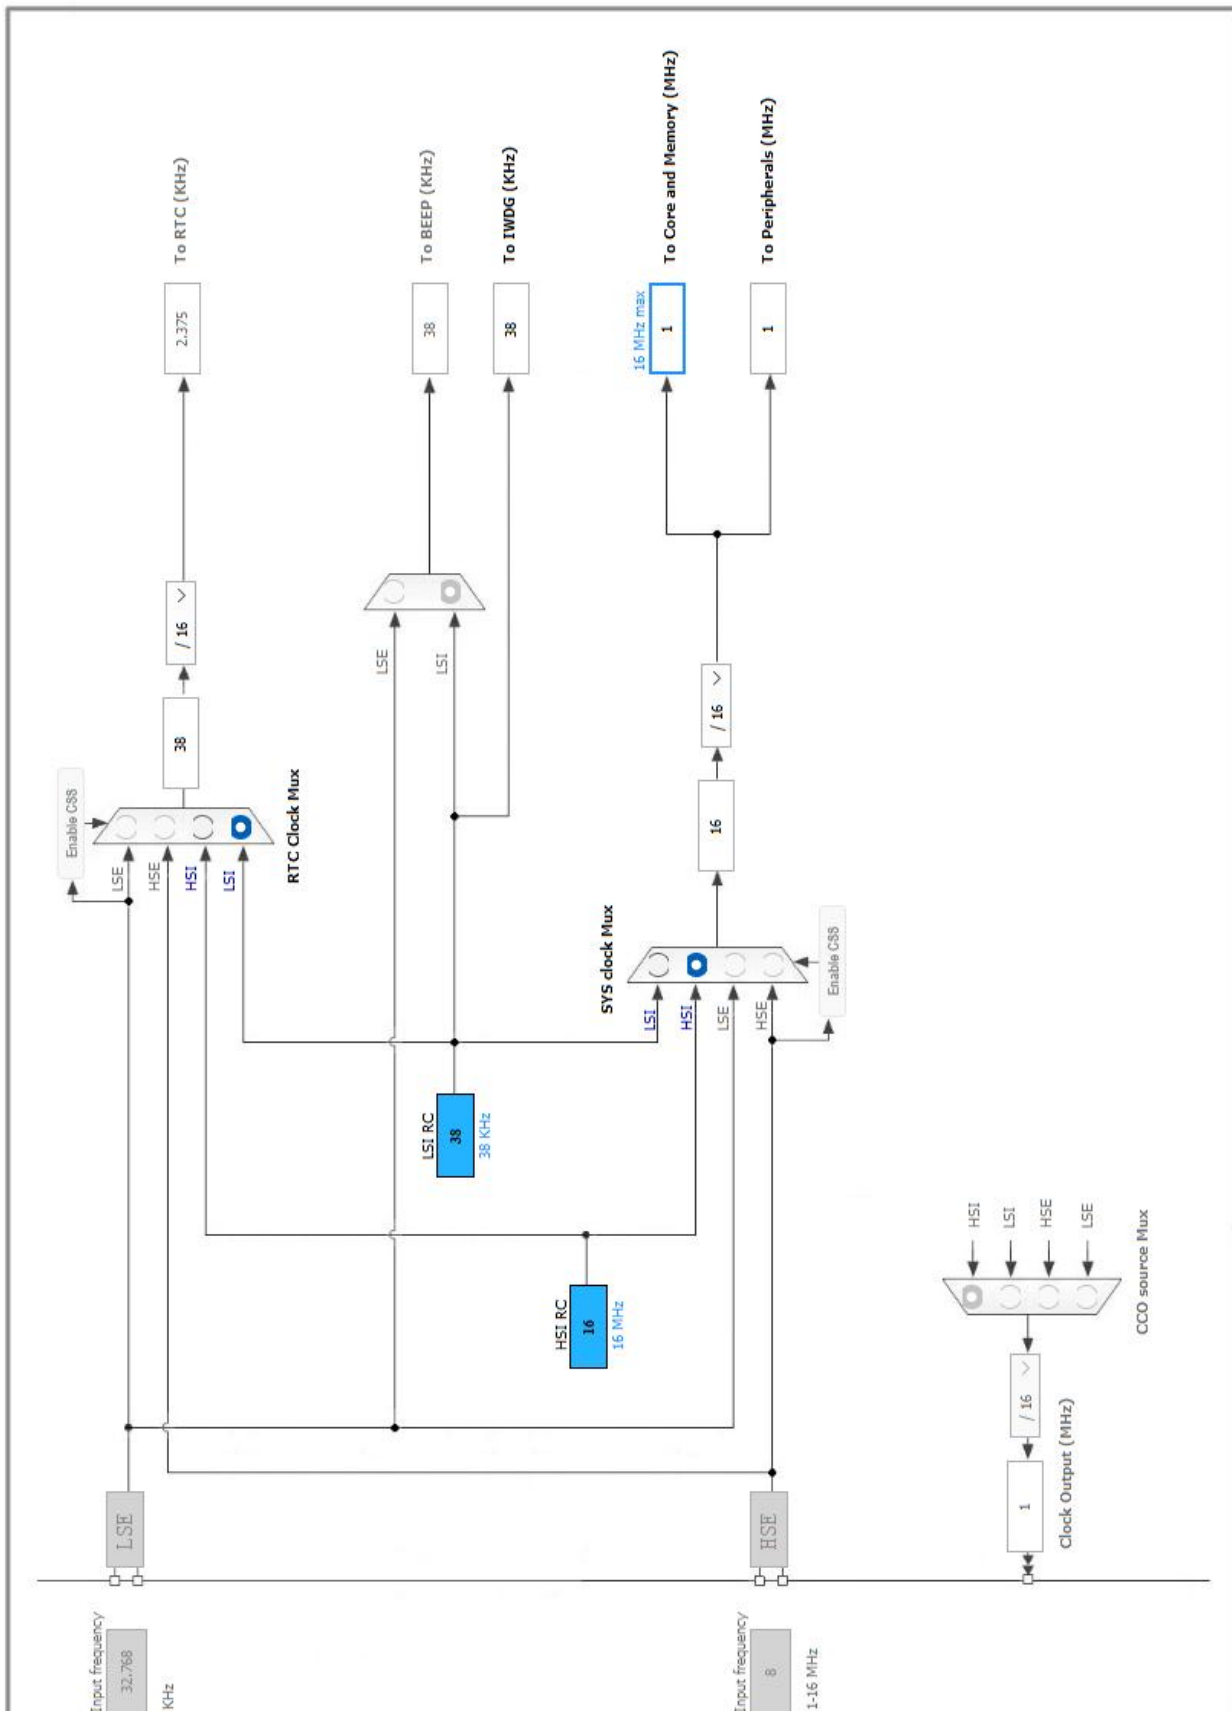 Input frequency
32.768
KHz
LSE
Enable CSS
LSE
HSE
HSI
LSI
RTC Clock Mux
38
/ 16
2.375
To RTC (KHz)
LSE
LSI
38
To BEEP (KHz)
38
To IWDG (KHz)
LSI RC
38
38 KHz
HSI RC
16
16 MHz
SYS clock Mux
LSI
HSI
LSE
HSE
Enable CSS
16
/ 16
16 MHz max
1
To Core and Memory (MHz)
1
To Peripherals (MHz)
Input frequency
8
1-16 MHz
HSE
1
Clock Output (MHz)
/ 16
HSI
LSI
HSE
LSE
CCO source Mux